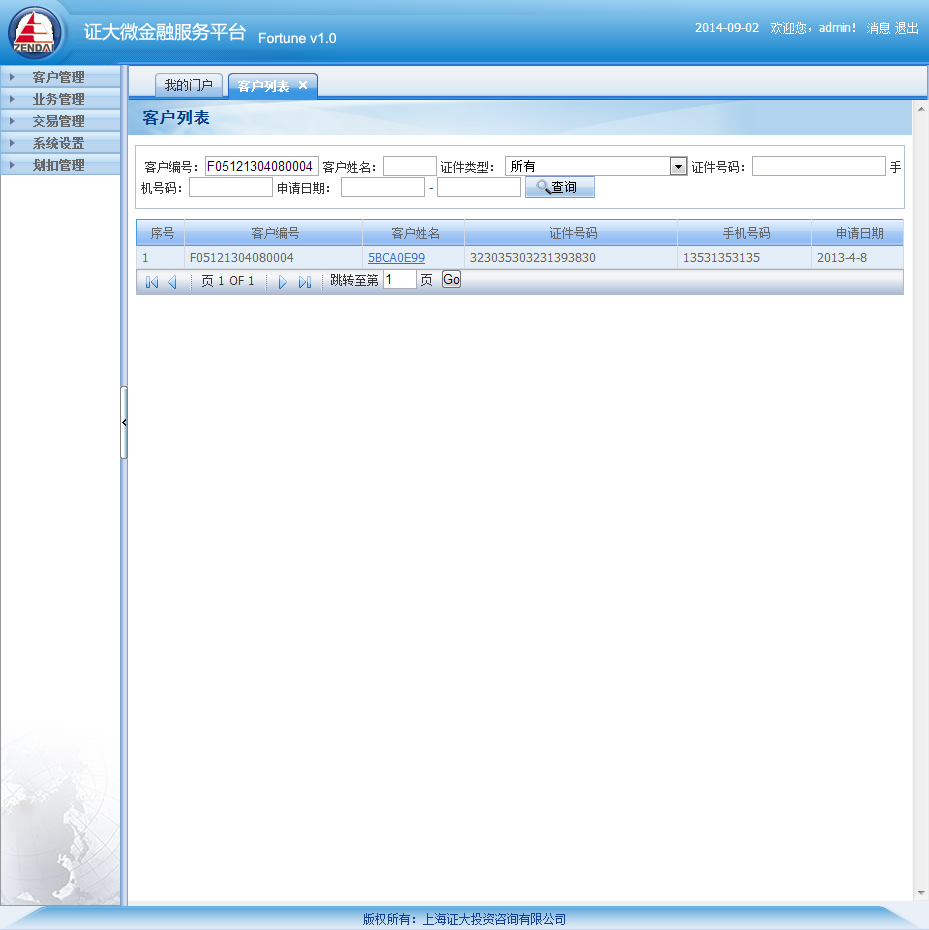 ZENDAI
证大微金融服务平台 Fortune v1.0
2014-09-02 欢迎您，admin! 消息 退出
客户管理
业务管理
交易管理
系统设置
划扣管理
我的门户 客户列表 ×
客户列表
客户编号: F05121304080004 客户姓名: 证件类型: 所有 证件号码: 手
机号码: 申请日期: - 查询
序号 客户编号 客户姓名 证件号码 手机号码 申请日期
1 F05121304080004 5BCA0E99 323035303231393830 13531353135 2013-4-8
页 1 OF 1 跳转至第 1 页 Go
版权所有：上海证大投资咨询有限公司